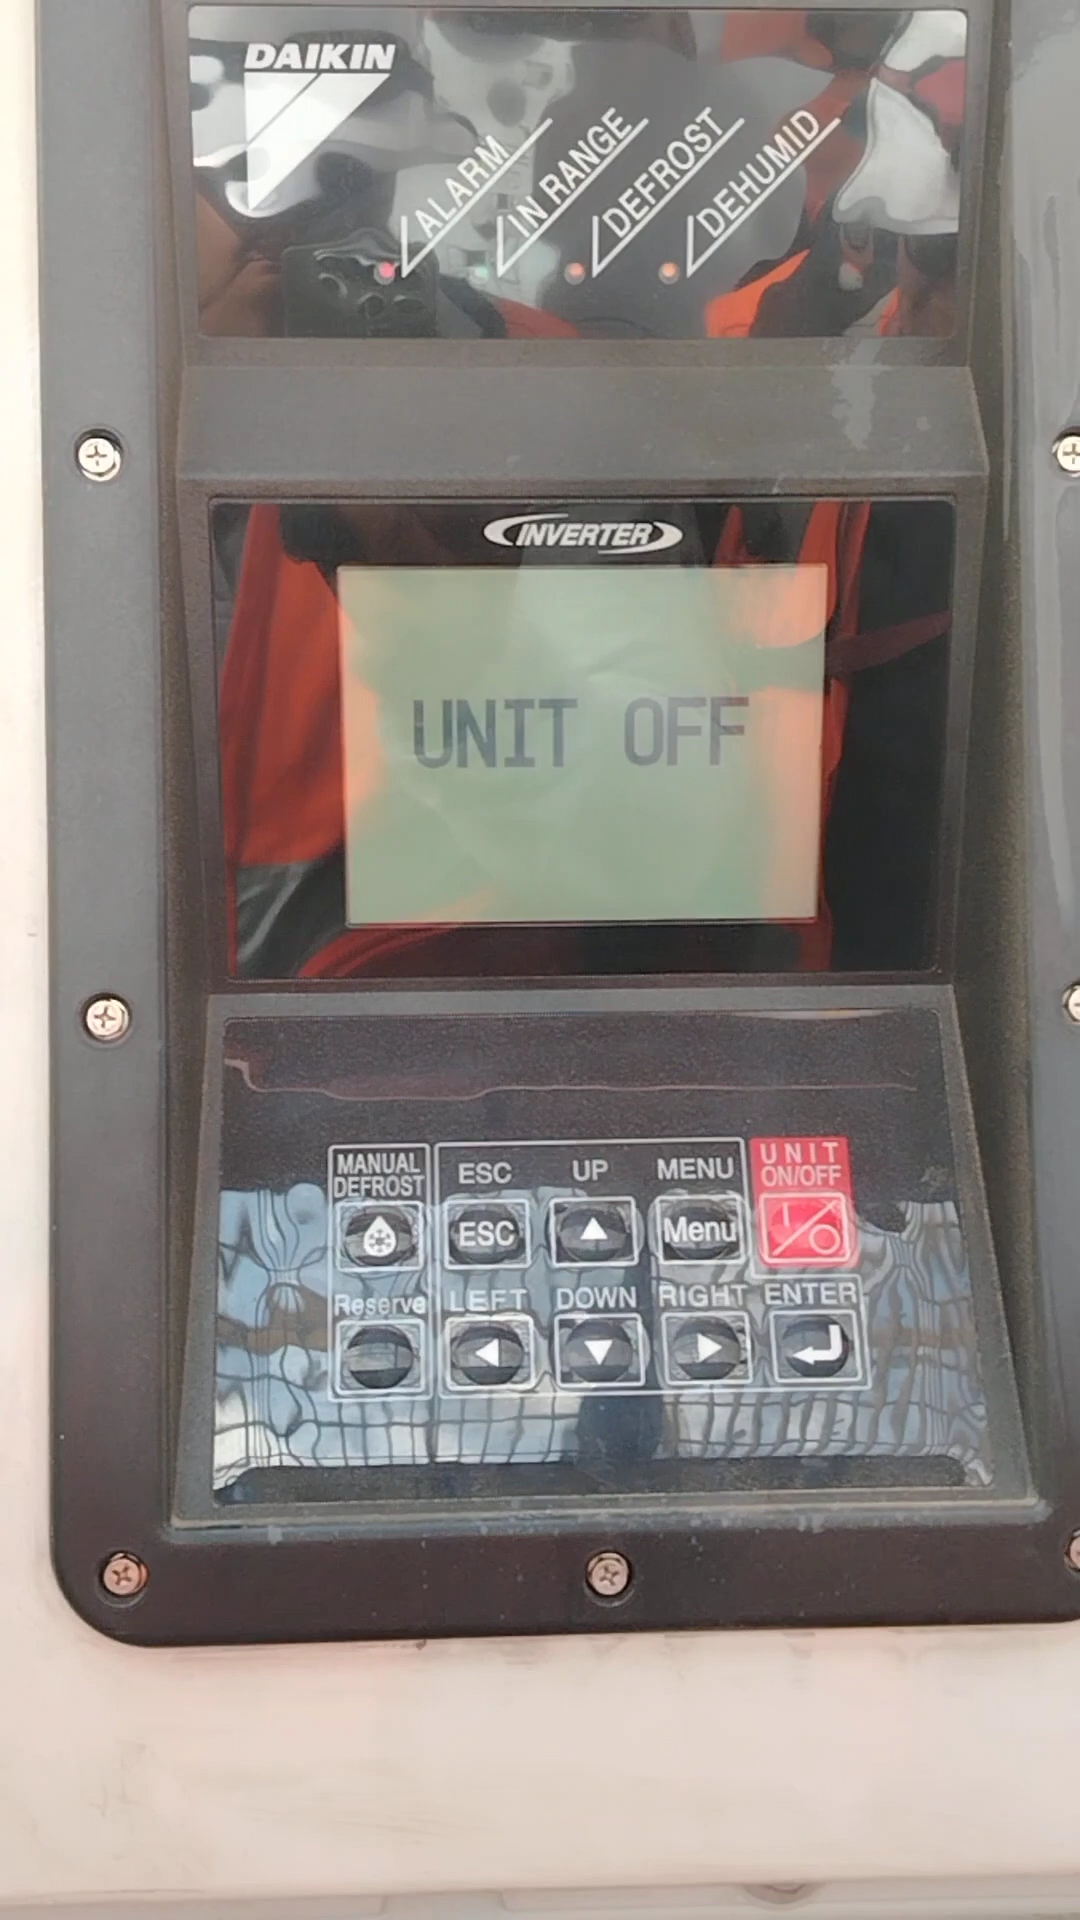 DAIKIN
ALARM
IN RANGE
DEFROST
DEHUMID
INVERTER
UNIT OFF
MANUAL DEFROST
ESC
UP
MENU
UNIT ON/OFF
ESC
Menu
I/O
Reserve
LEFT
DOWN
RIGHT
ENTER